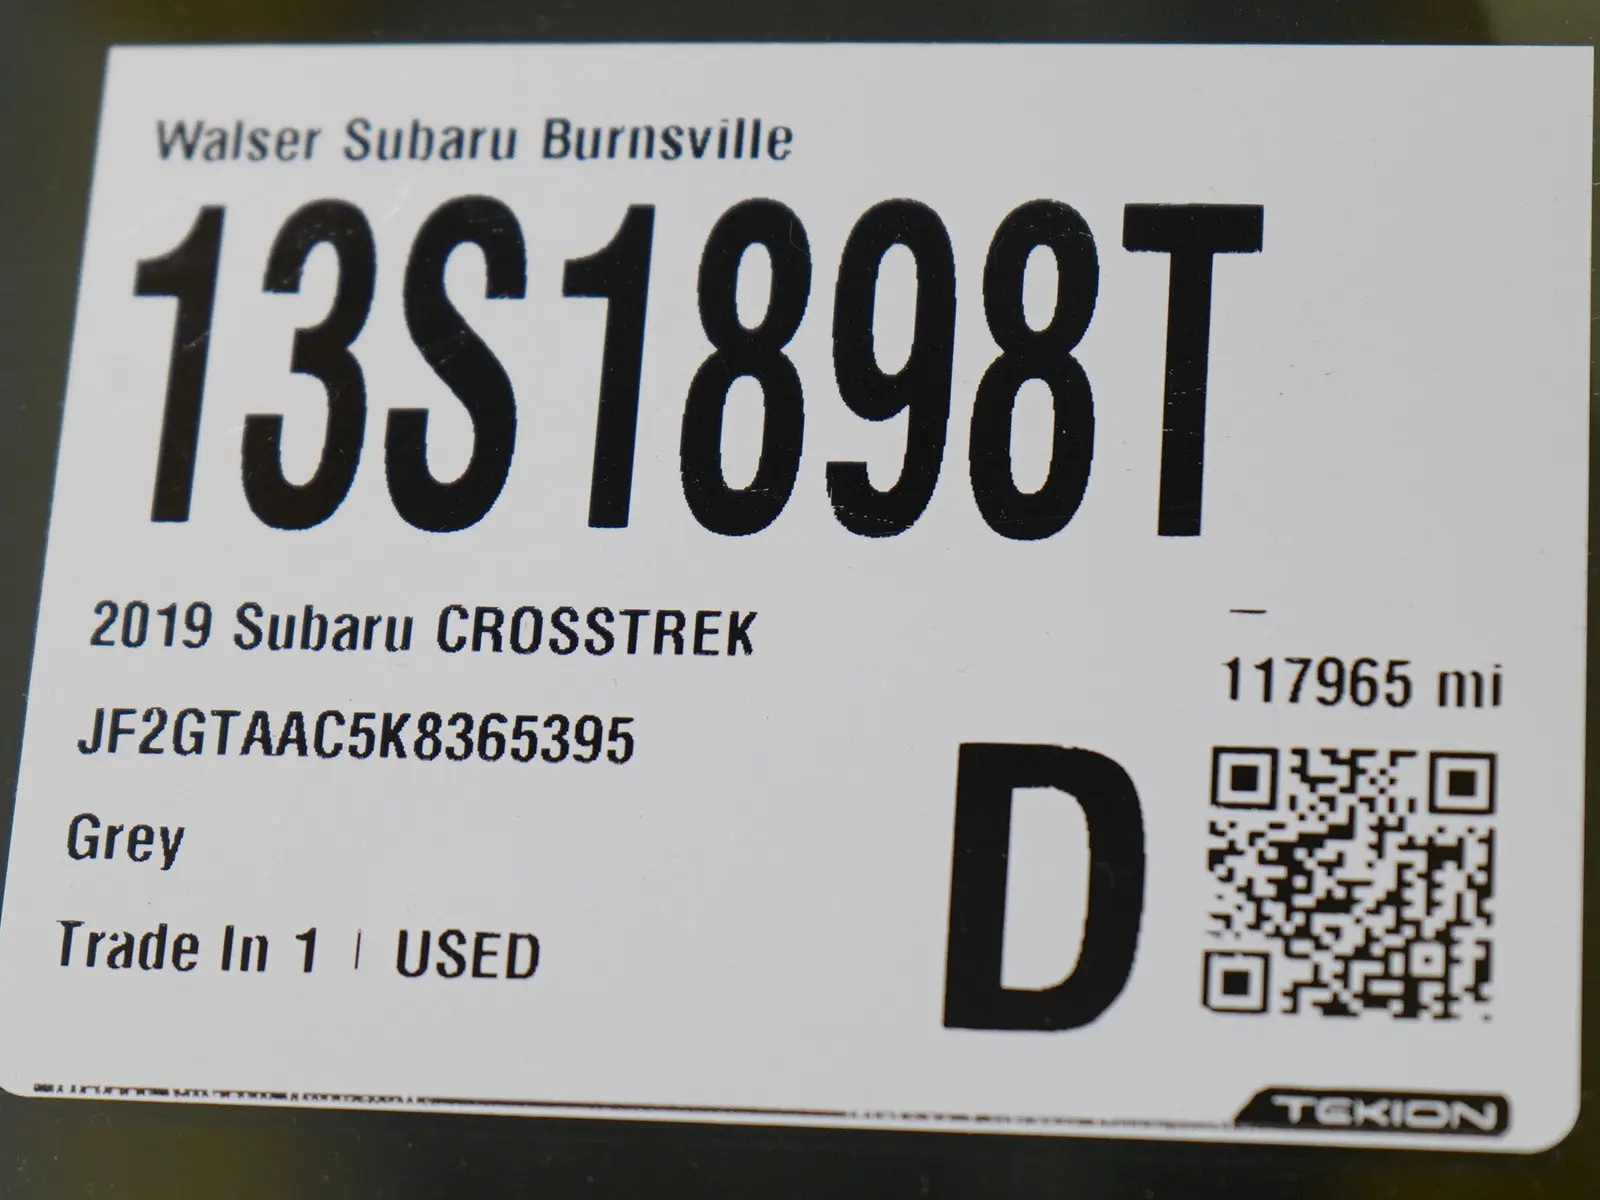 Walser Subaru Burnsville
13S1898T
2019 Subaru CROSSTREK
–
117965 mi
JF2GTAAC5K8365395
Grey
D
Trade In 1 | USED
TEKION